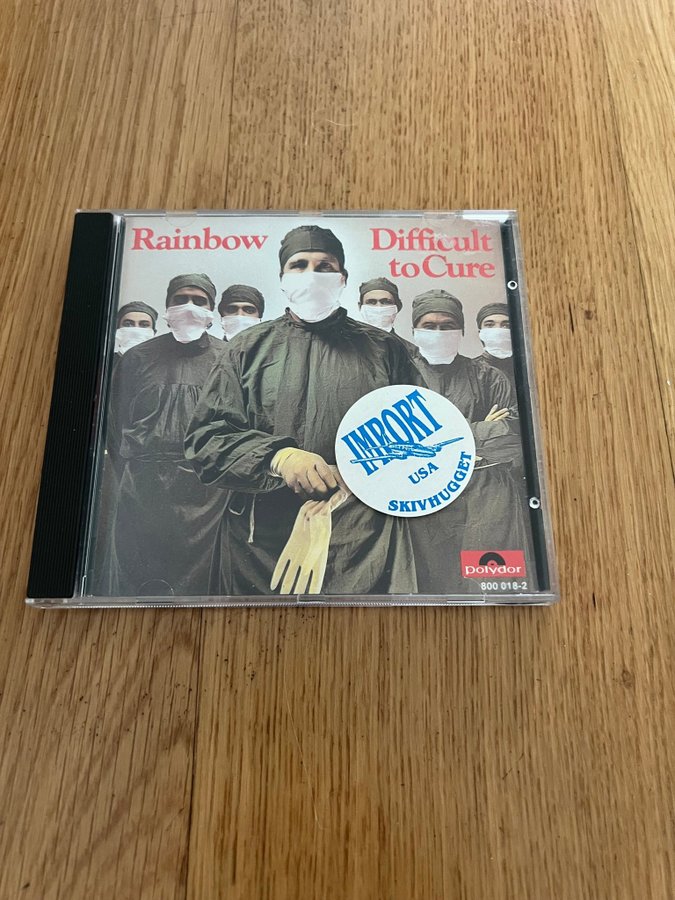 Rainbow
Difficult
to Cure
IMPORT
USA
SKIVHUGGET
polydor
800 018-2